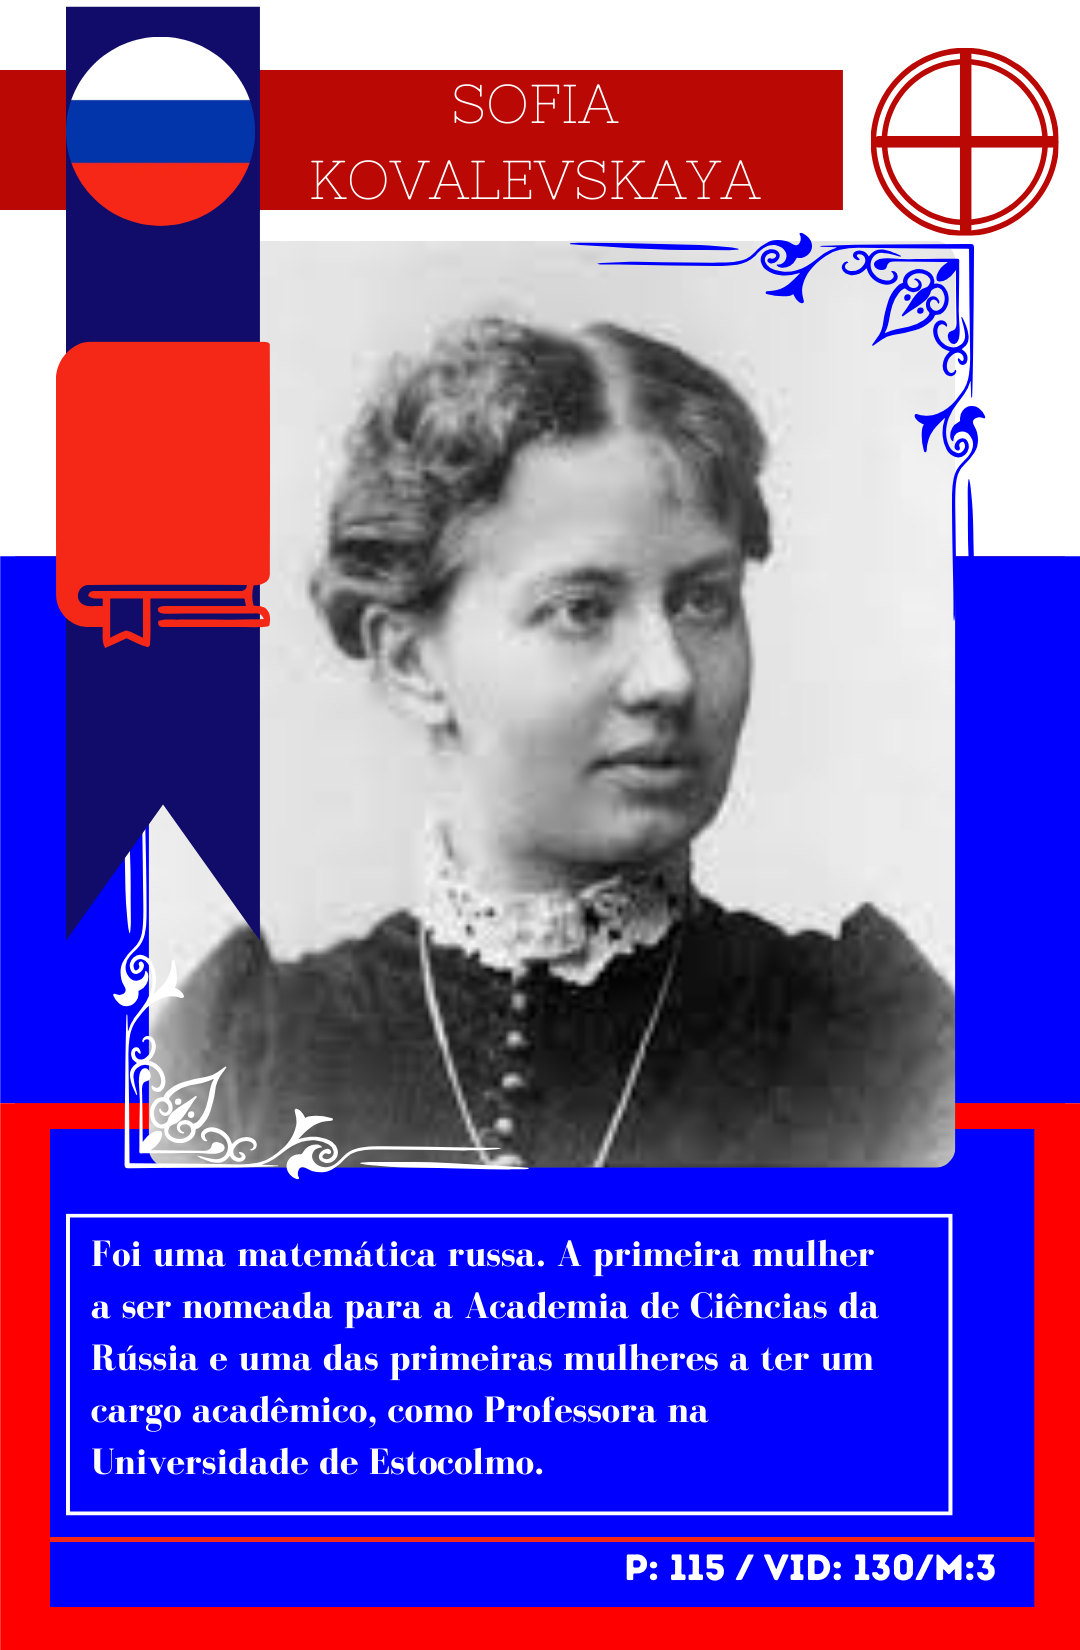 SOFIA
KOVALEVSKAYA
Foi uma matemática russa. A primeira mulher
a ser nomeada para a Academia de Ciências da
Rússia e uma das primeiras mulheres a ter um
cargo acadêmico, como Professora na
Universidade de Estocolmo.
P: 115 / VID: 130/M:3